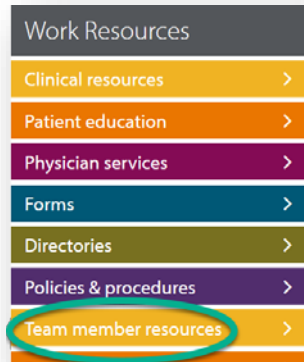 Work Resources
Clinical resources
Patient education
Physician services
Forms
Directories
Policies & procedures
Team member resources